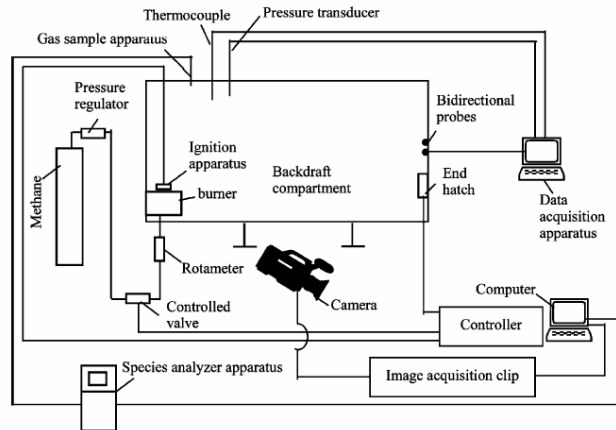 Thermocouple
Pressure transducer
Gas sample apparatus
Pressure
regulator
Bidirectional
probes
Ignition
apparatus
Methane
burner
Backdraft
compartment
End
hatch
Data
acquisition
apparatus
Rotameter
Camera
Computer
Controlled
valve
Controller
Species analyzer apparatus
Image acquisition clip